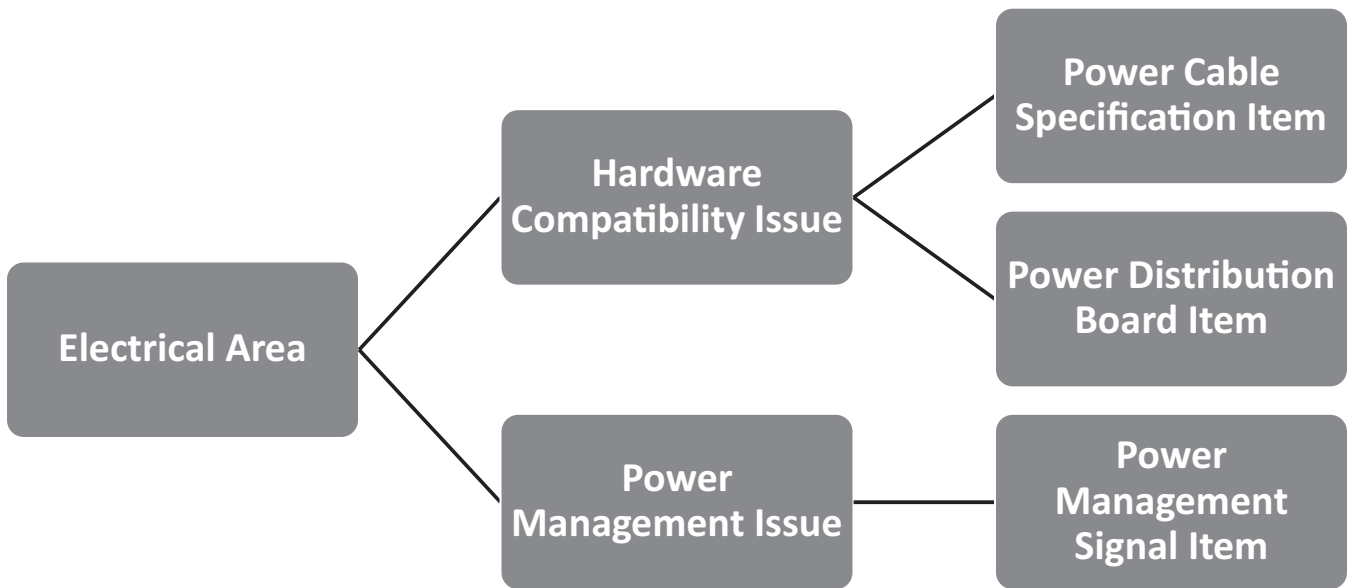 Electrical Area
Hardware
Compatibility Issue
Power
Management Issue
Power Cable
Specification Item
Power Distribution
Board Item
Power
Management
Signal Item